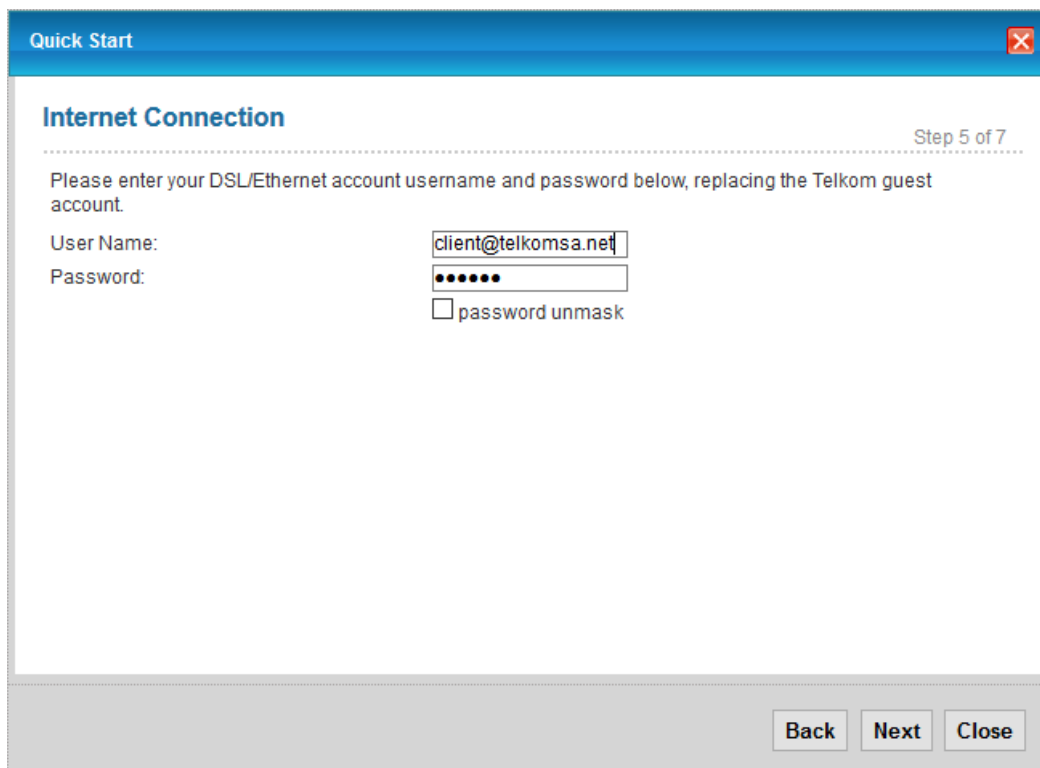 Quick Start
Internet Connection
Step 5 of 7
Please enter your DSL/Ethernet account username and password below, replacing the Telkom guest
account.
User Name: client@telkomsa.net
Password: ••••••
password unmask
Back Next Close